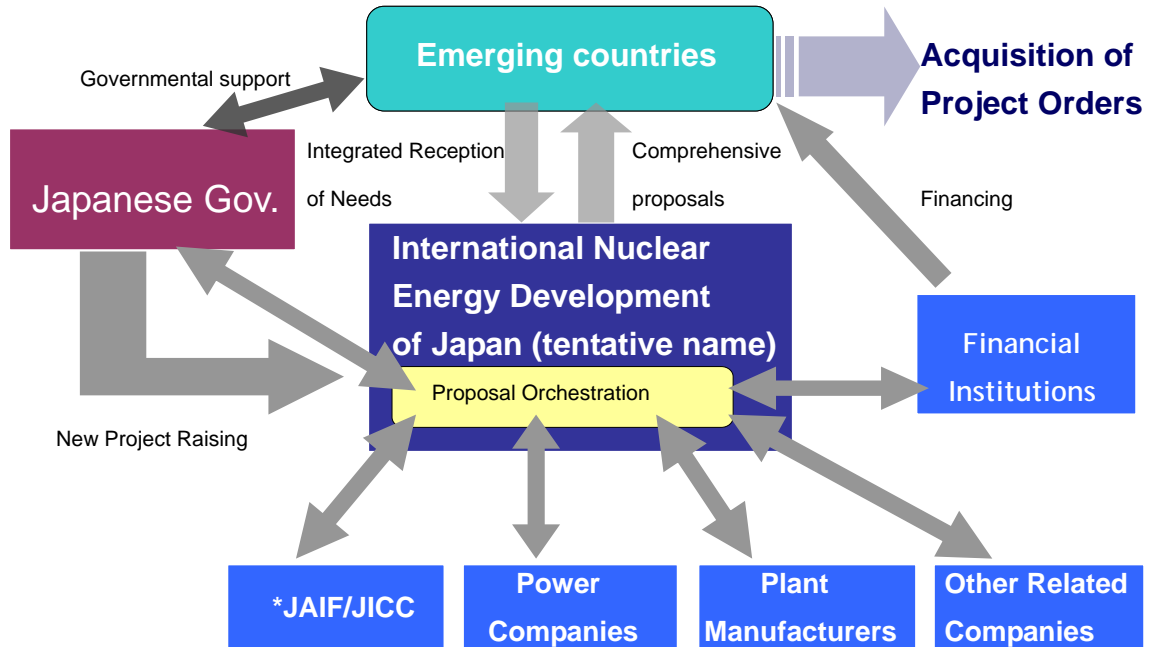 Emerging countries
Acquisition of
Project Orders
Governmental support
Japanese Gov.
Integrated Reception
of Needs
Comprehensive
proposals
Financing
International Nuclear
Energy Development
of Japan (tentative name)
Proposal Orchestration
Financial
Institutions
New Project Raising
*JAIF/JICC
Power
Companies
Plant
Manufacturers
Other Related
Companies